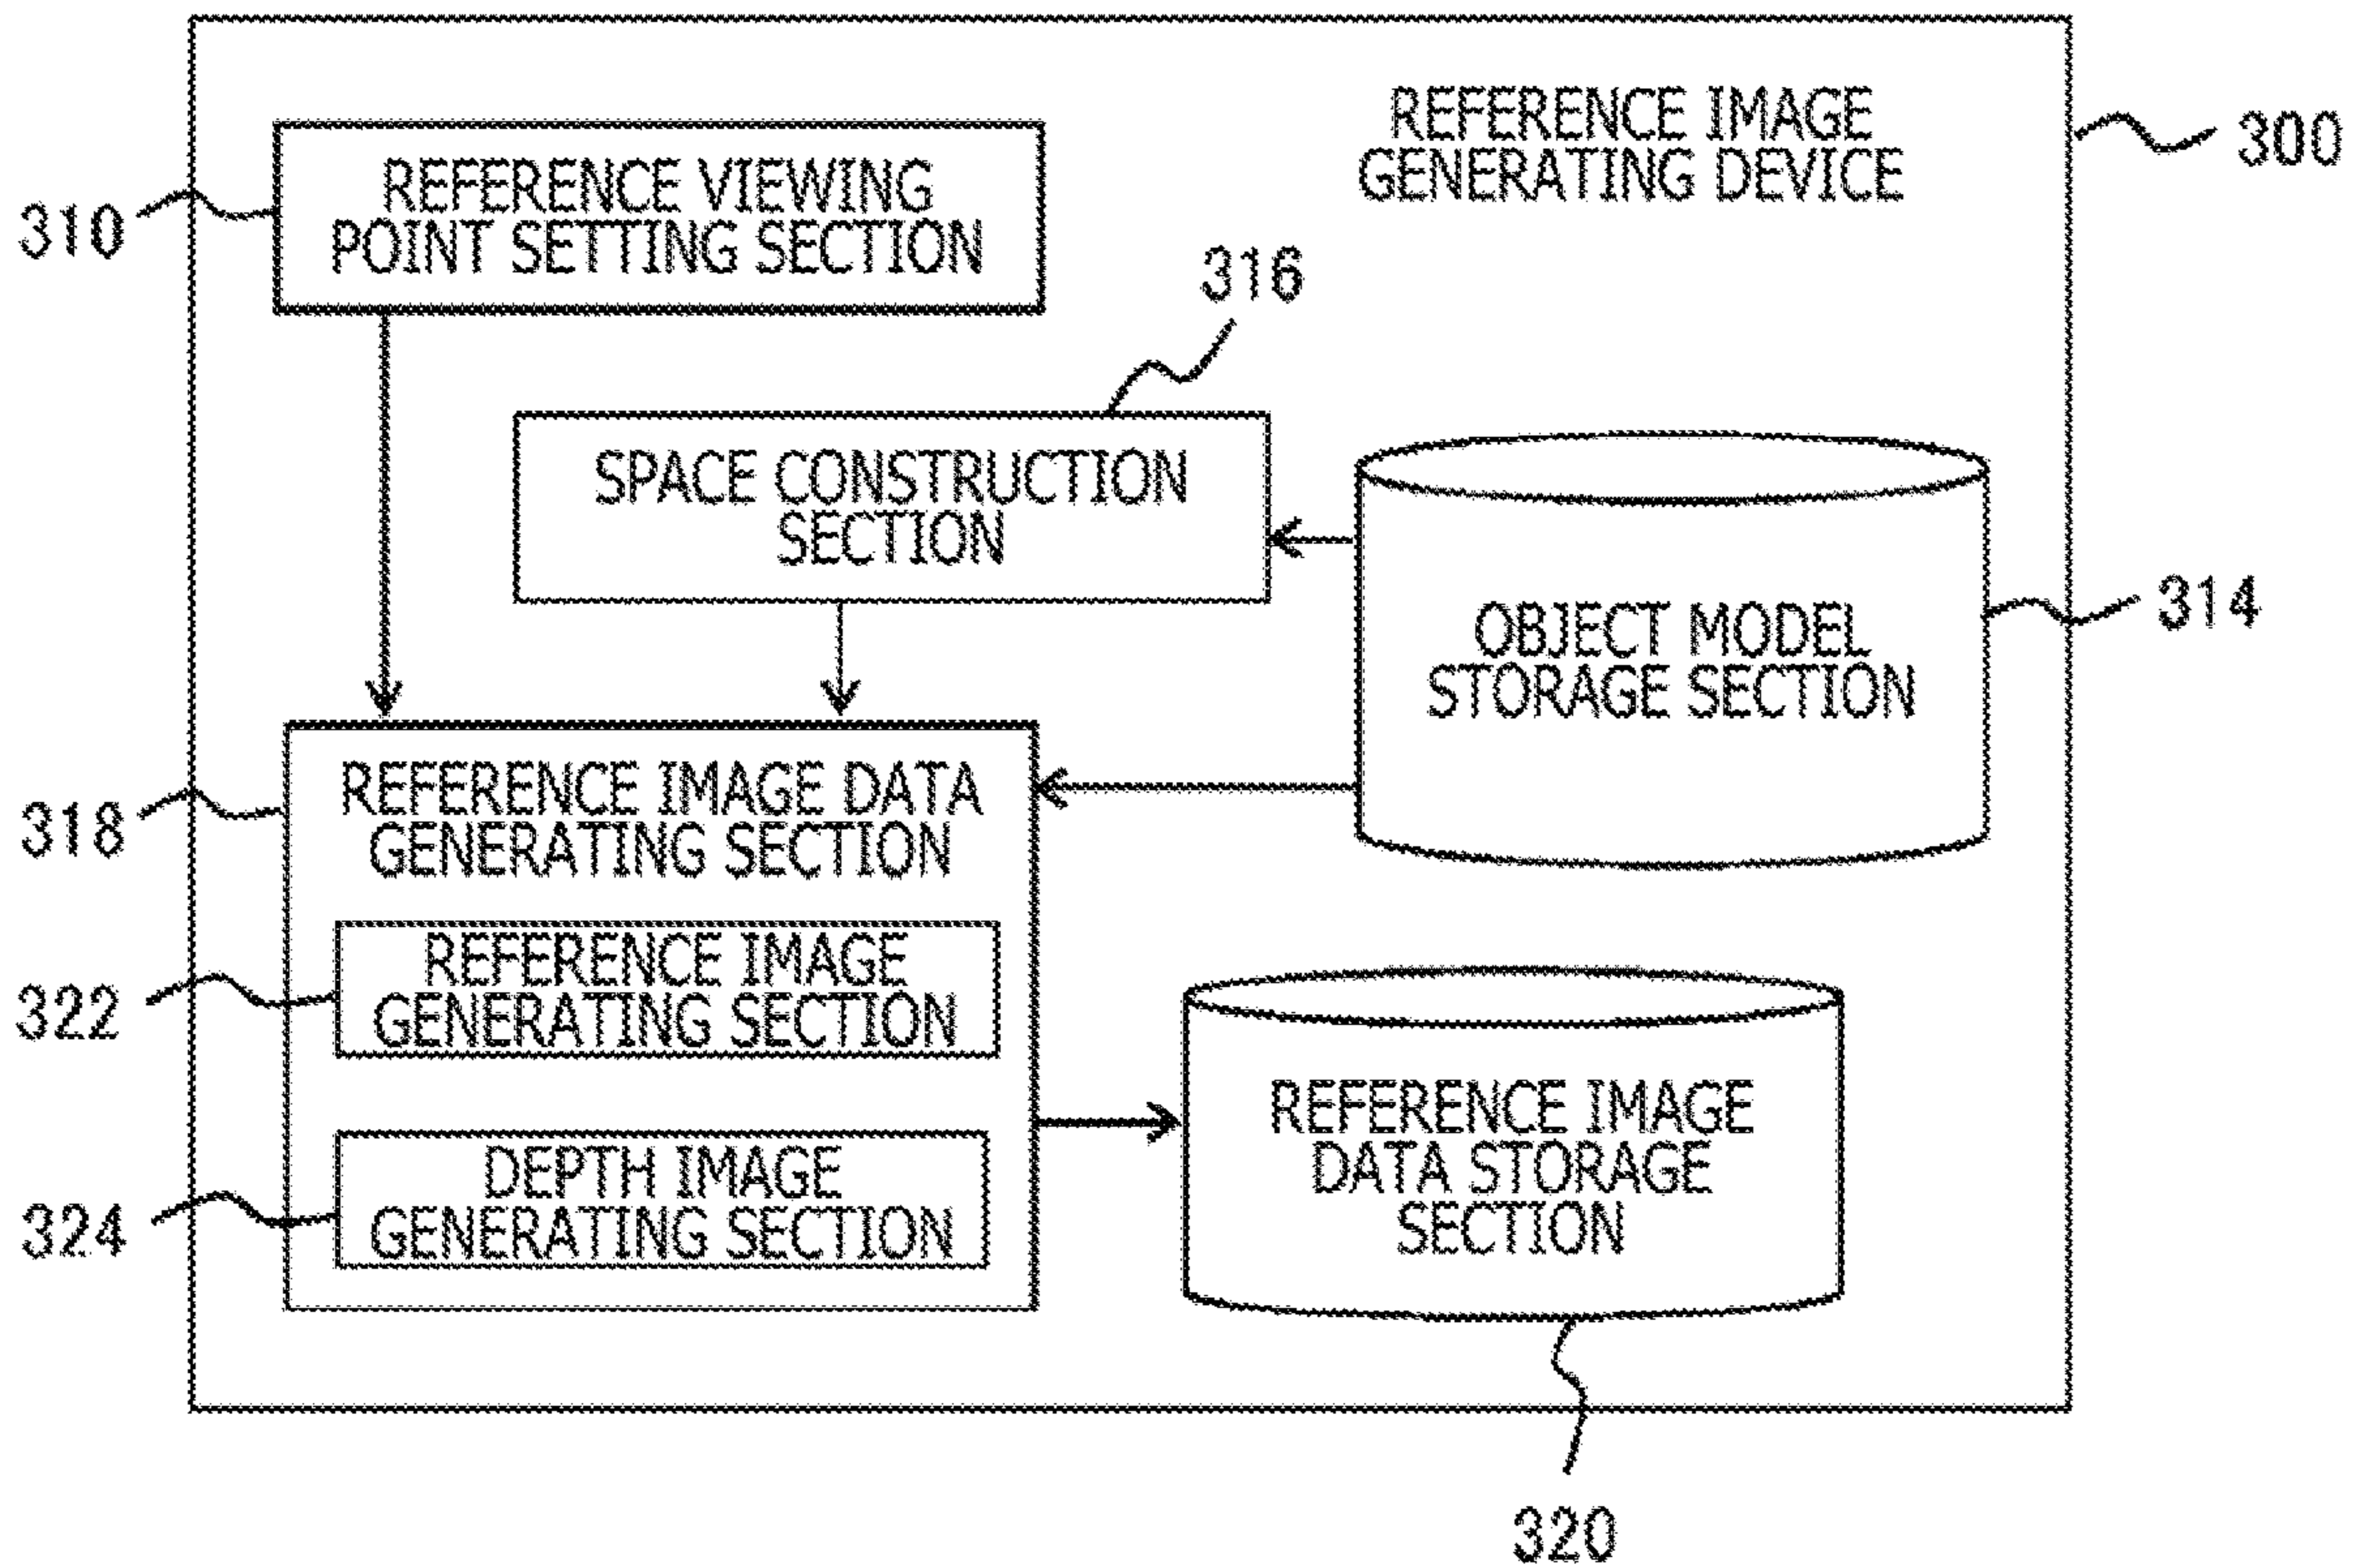 REFERENCE IMAGE
GENERATING DEVICE
300
REFERENCE VIEWING
POINT SETTING SECTION
310
316
SPACE CONSTRUCTION
SECTION
OBJECT MODEL
STORAGE SECTION
314
REFERENCE IMAGE DATA
GENERATING SECTION
318
REFERENCE IMAGE
GENERATING SECTION
322
DEPTH IMAGE
GENERATING SECTION
324
REFERENCE IMAGE
DATA STORAGE
SECTION
320